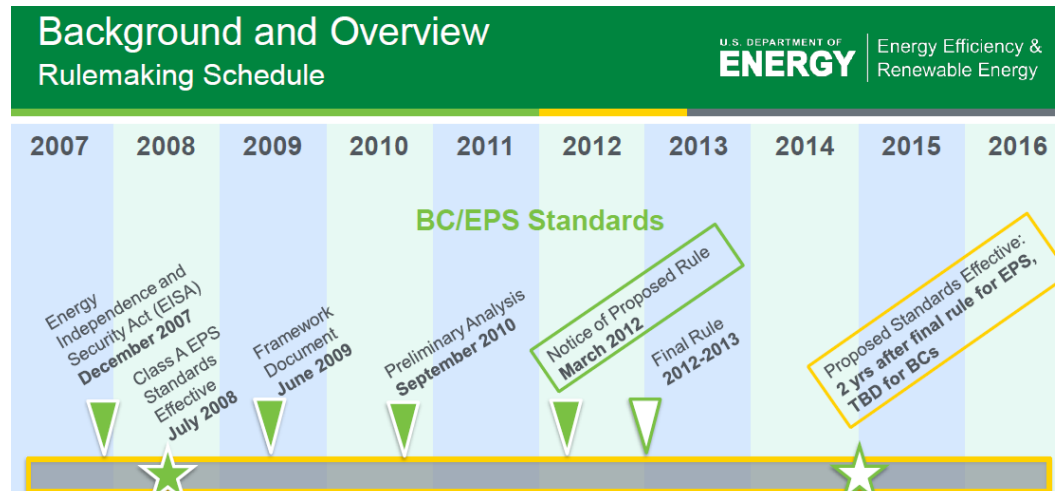 Background and Overview
Rulemaking Schedule
U.S. DEPARTMENT OF
ENERGY
Energy Efficiency &
Renewable Energy
2007 2008 2009 2010 2011 2012 2013 2014 2015 2016
BC/EPS Standards
Energy
Independence and
Security Act (EISA)
December 2007
Class A EPS
Standards
Effective
July 2008
Framework
Document
June 2009
Preliminary Analysis
September 2010
Notice of Proposed Rule
March 2012
Final Rule
2012-2013
Proposed Standards Effective:
2 yrs after final rule for EPS,
TBD for BCs